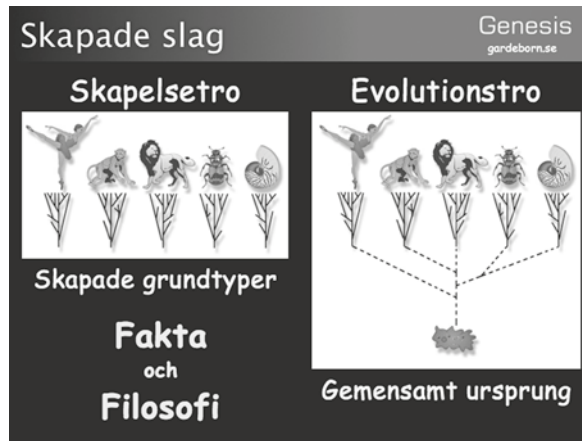 Skapade slag
Genesis
gardeborn.se
Skapelsetro
Skapade grundtyper
Fakta
och
Filosofi
Evolutionstro
Gemensamt ursprung